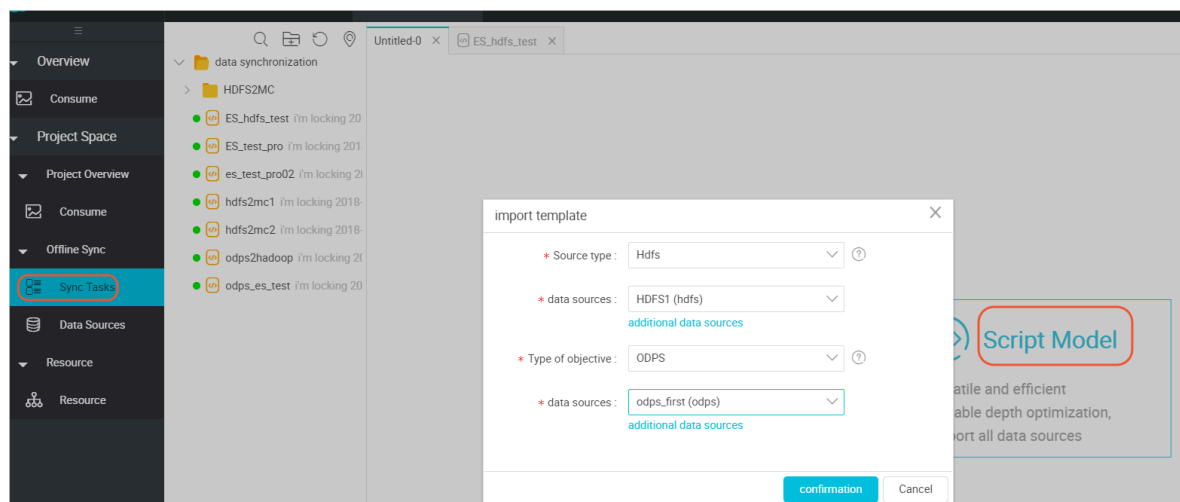 Overview
Consume
Project Space
Project Overview
Consume
Offline Sync
Sync Tasks
Data Sources
Resource
Resource
data synchronization
HDFS2MC
ES_hdfs_test i'm locking 20
ES_test_pro i'm locking 201
es_test_pro02 i'm locking 2
hdfs2mc1 i'm locking 2018-
hdfs2mc2 i'm locking 2018-
odps2hadoop i'm locking 2
odps_es_test i'm locking 20
Untitled-0 × ES_hdfs_test ×
import template
* Source type : Hdfs
* data sources : HDFS1 (hdfs)
additional data sources
* Type of objective : ODPS
* data sources : odps_first (odps)
additional data sources
confirmation Cancel
Script Model
atile and efficient
able depth optimization,
ort all data sources